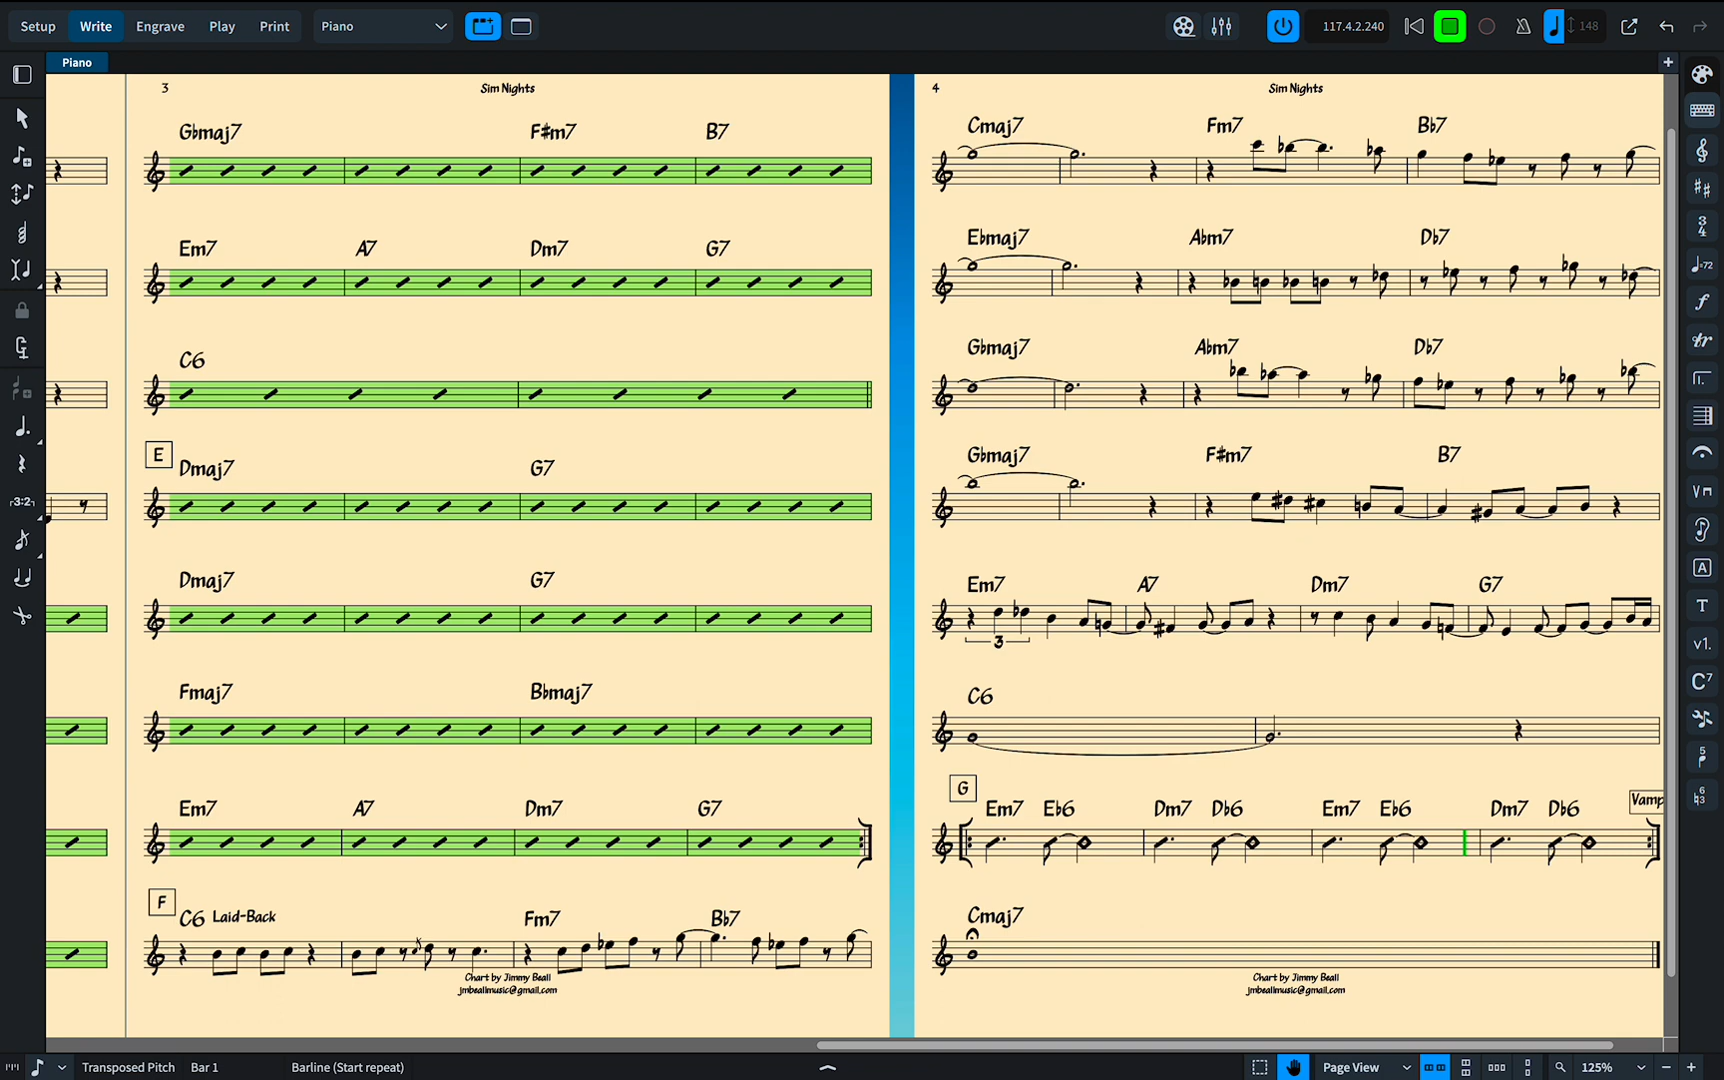 Setup Write Engrave Play Print Piano 117.4.2.240 148
Piano
3 Sim Nights
Gbmaj7 F#m7 B7
Em7 A7 Dm7 G7
C6
E
Dmaj7 G7
Dmaj7 G7
Fmaj7 Bbmaj7
Em7 A7 Dm7 G7
F
C6 Laid-Back Fm7 Bb7
Chart by Jimmy Beall
jmbeallmusic@gmail.com
4 Sim Nights
Cmaj7 Fm7 Bb7
Ebmaj7 Abm7 Db7
Gbmaj7 Abm7 Db7
Gbmaj7 F#m7 B7
Em7 A7 Dm7 G7
3
C6
G
Em7 Eb6 Dm7 Db6 Em7 Eb6 Dm7 Db6 Vamp
Cmaj7
Chart by Jimmy Beall
jmbeallmusic@gmail.com
Transposed Pitch Bar 1 Barline (Start repeat) Page View 125%